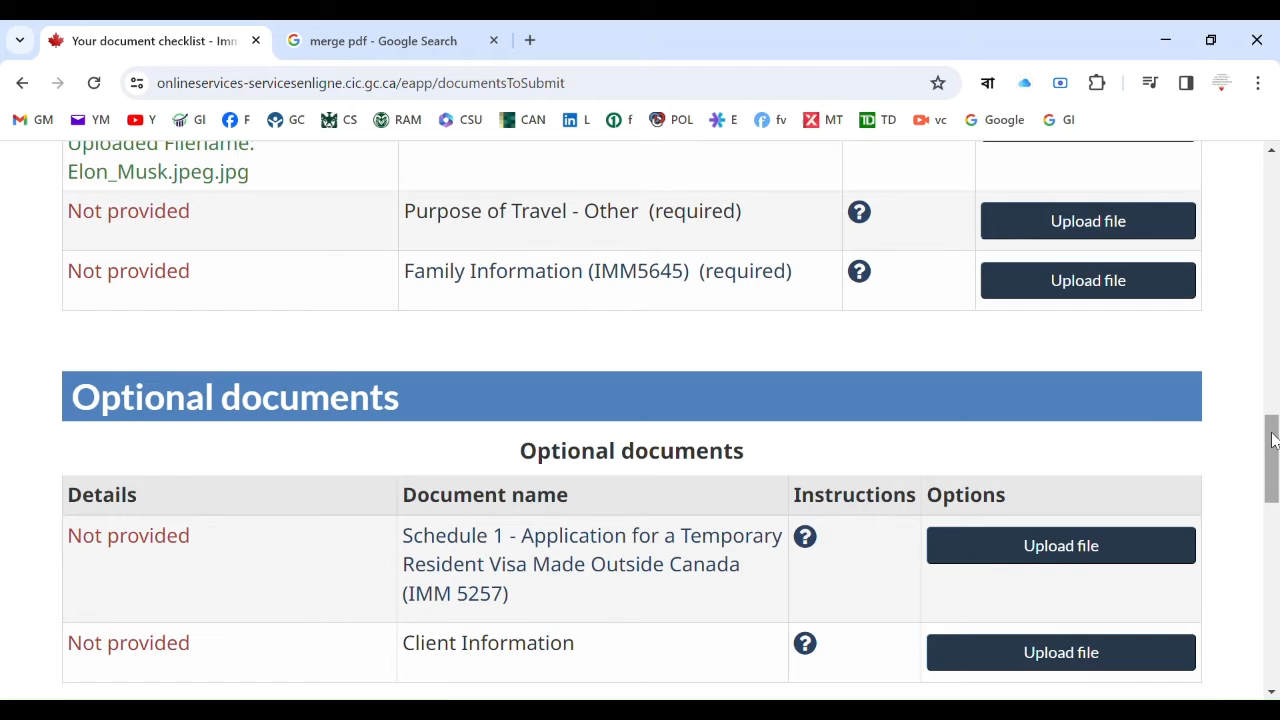 Your document checklist - Imm
merge pdf - Google Search
onlineservices-servicesenligne.cic.gc.ca/eapp/documentsToSubmit
বা
GM YM Y GI F GC CS RAM CSU CAN L f POL E fv MT TD vc Google GI
Uploaded Filename:
Elon_Musk.jpeg.jpg
Not provided Purpose of Travel - Other (required) ? Upload file
Not provided Family Information (IMM5645) (required) ? Upload file
Optional documents
Optional documents
Details Document name Instructions Options
Not provided Schedule 1 - Application for a Temporary ? Upload file
Resident Visa Made Outside Canada
(IMM 5257)
Not provided Client Information ? Upload file